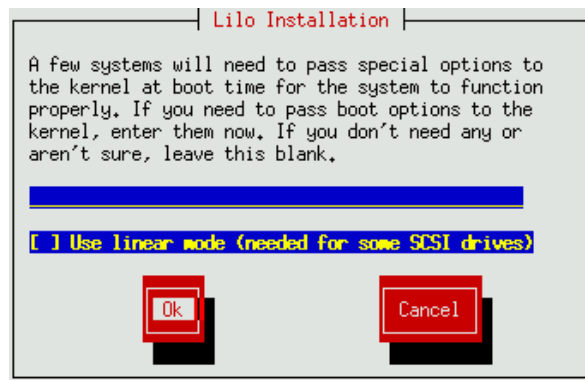 Lilo Installation
A few systems will need to pass special options to
the kernel at boot time for the system to function
properly. If you need to pass boot options to the
kernel, enter them now. If you don't need any or
aren't sure, leave this blank.
[ ] Use linear mode (needed for some SCSI drives)
Ok Cancel